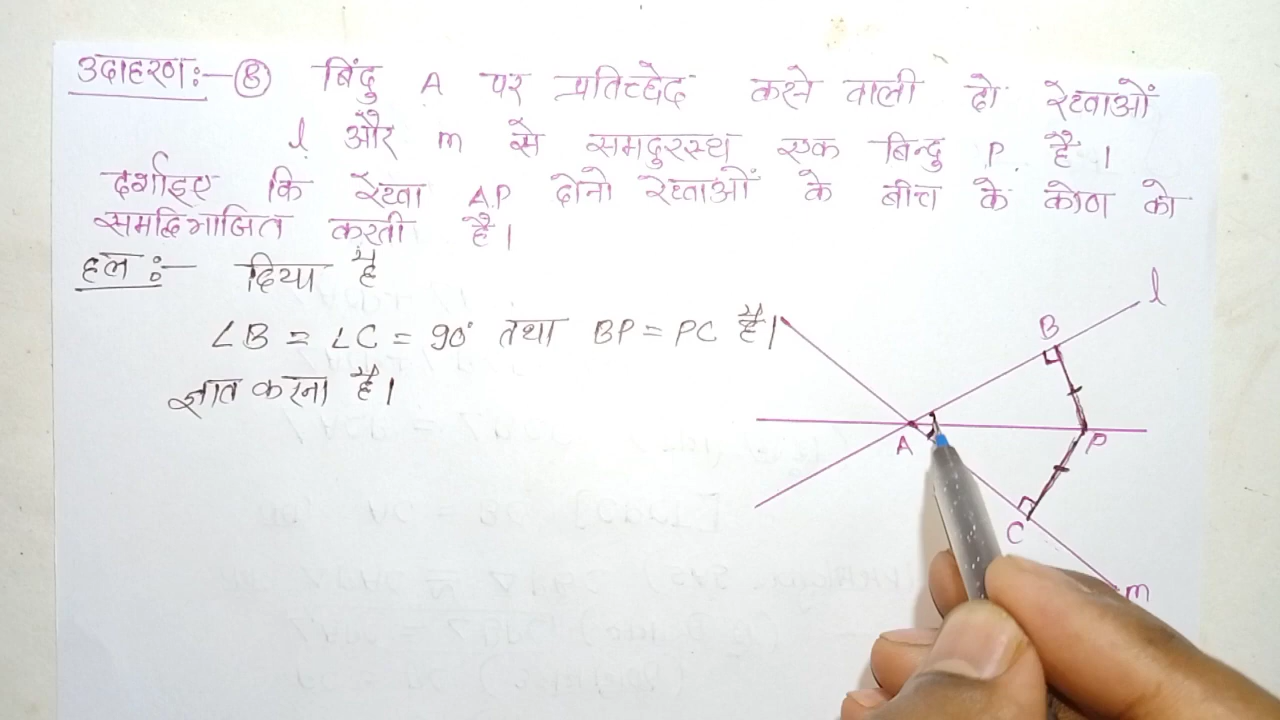 उदाहरण:- ⑧ बिंदु A पर प्रतिच्छेद करने वाली दो रेखाओं
l और m से समदुरस्थ एक बिन्दु P है।
दर्शाइए कि रेखा AP दोनो रेखाओं के बीच के कोण को
समद्विभाजित करती है।
हल :- दिया है
∠B = ∠C = 90° तथा BP = PC है।
ज्ञात करना है।
l
B
A
P
C
m